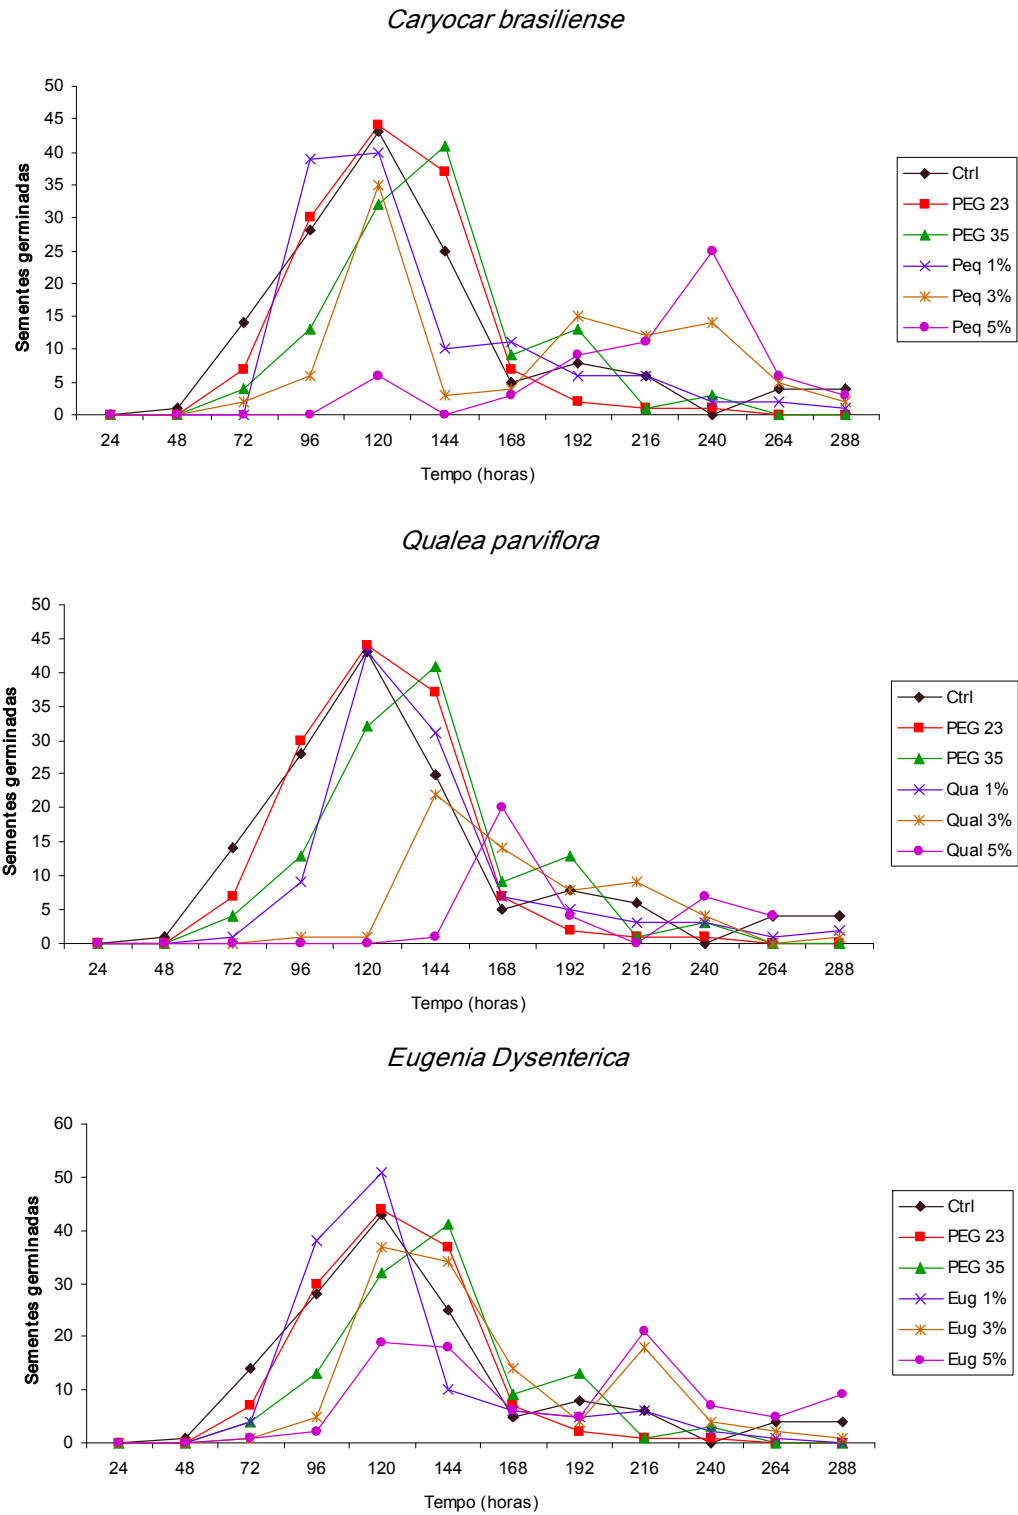 Caryocar brasiliense
50
45
40
35
30
25
20
15
10
5
0
Sementes germinadas
24 48 72 96 120 144 168 192 216 240 264 288
Tempo (horas)
Ctrl
PEG 23
PEG 35
Peq 1%
Peq 3%
Peq 5%
Qualea parviflora
50
45
40
35
30
25
20
15
10
5
0
Sementes germinadas
24 48 72 96 120 144 168 192 216 240 264 288
Tempo (horas)
Ctrl
PEG 23
PEG 35
Qua 1%
Qual 3%
Qual 5%
Eugenia Dysenterica
60
50
40
30
20
10
0
Sementes germinadas
24 48 72 96 120 144 168 192 216 240 264 288
Tempo (horas)
Ctrl
PEG 23
PEG 35
Eug 1%
Eug 3%
Eug 5%